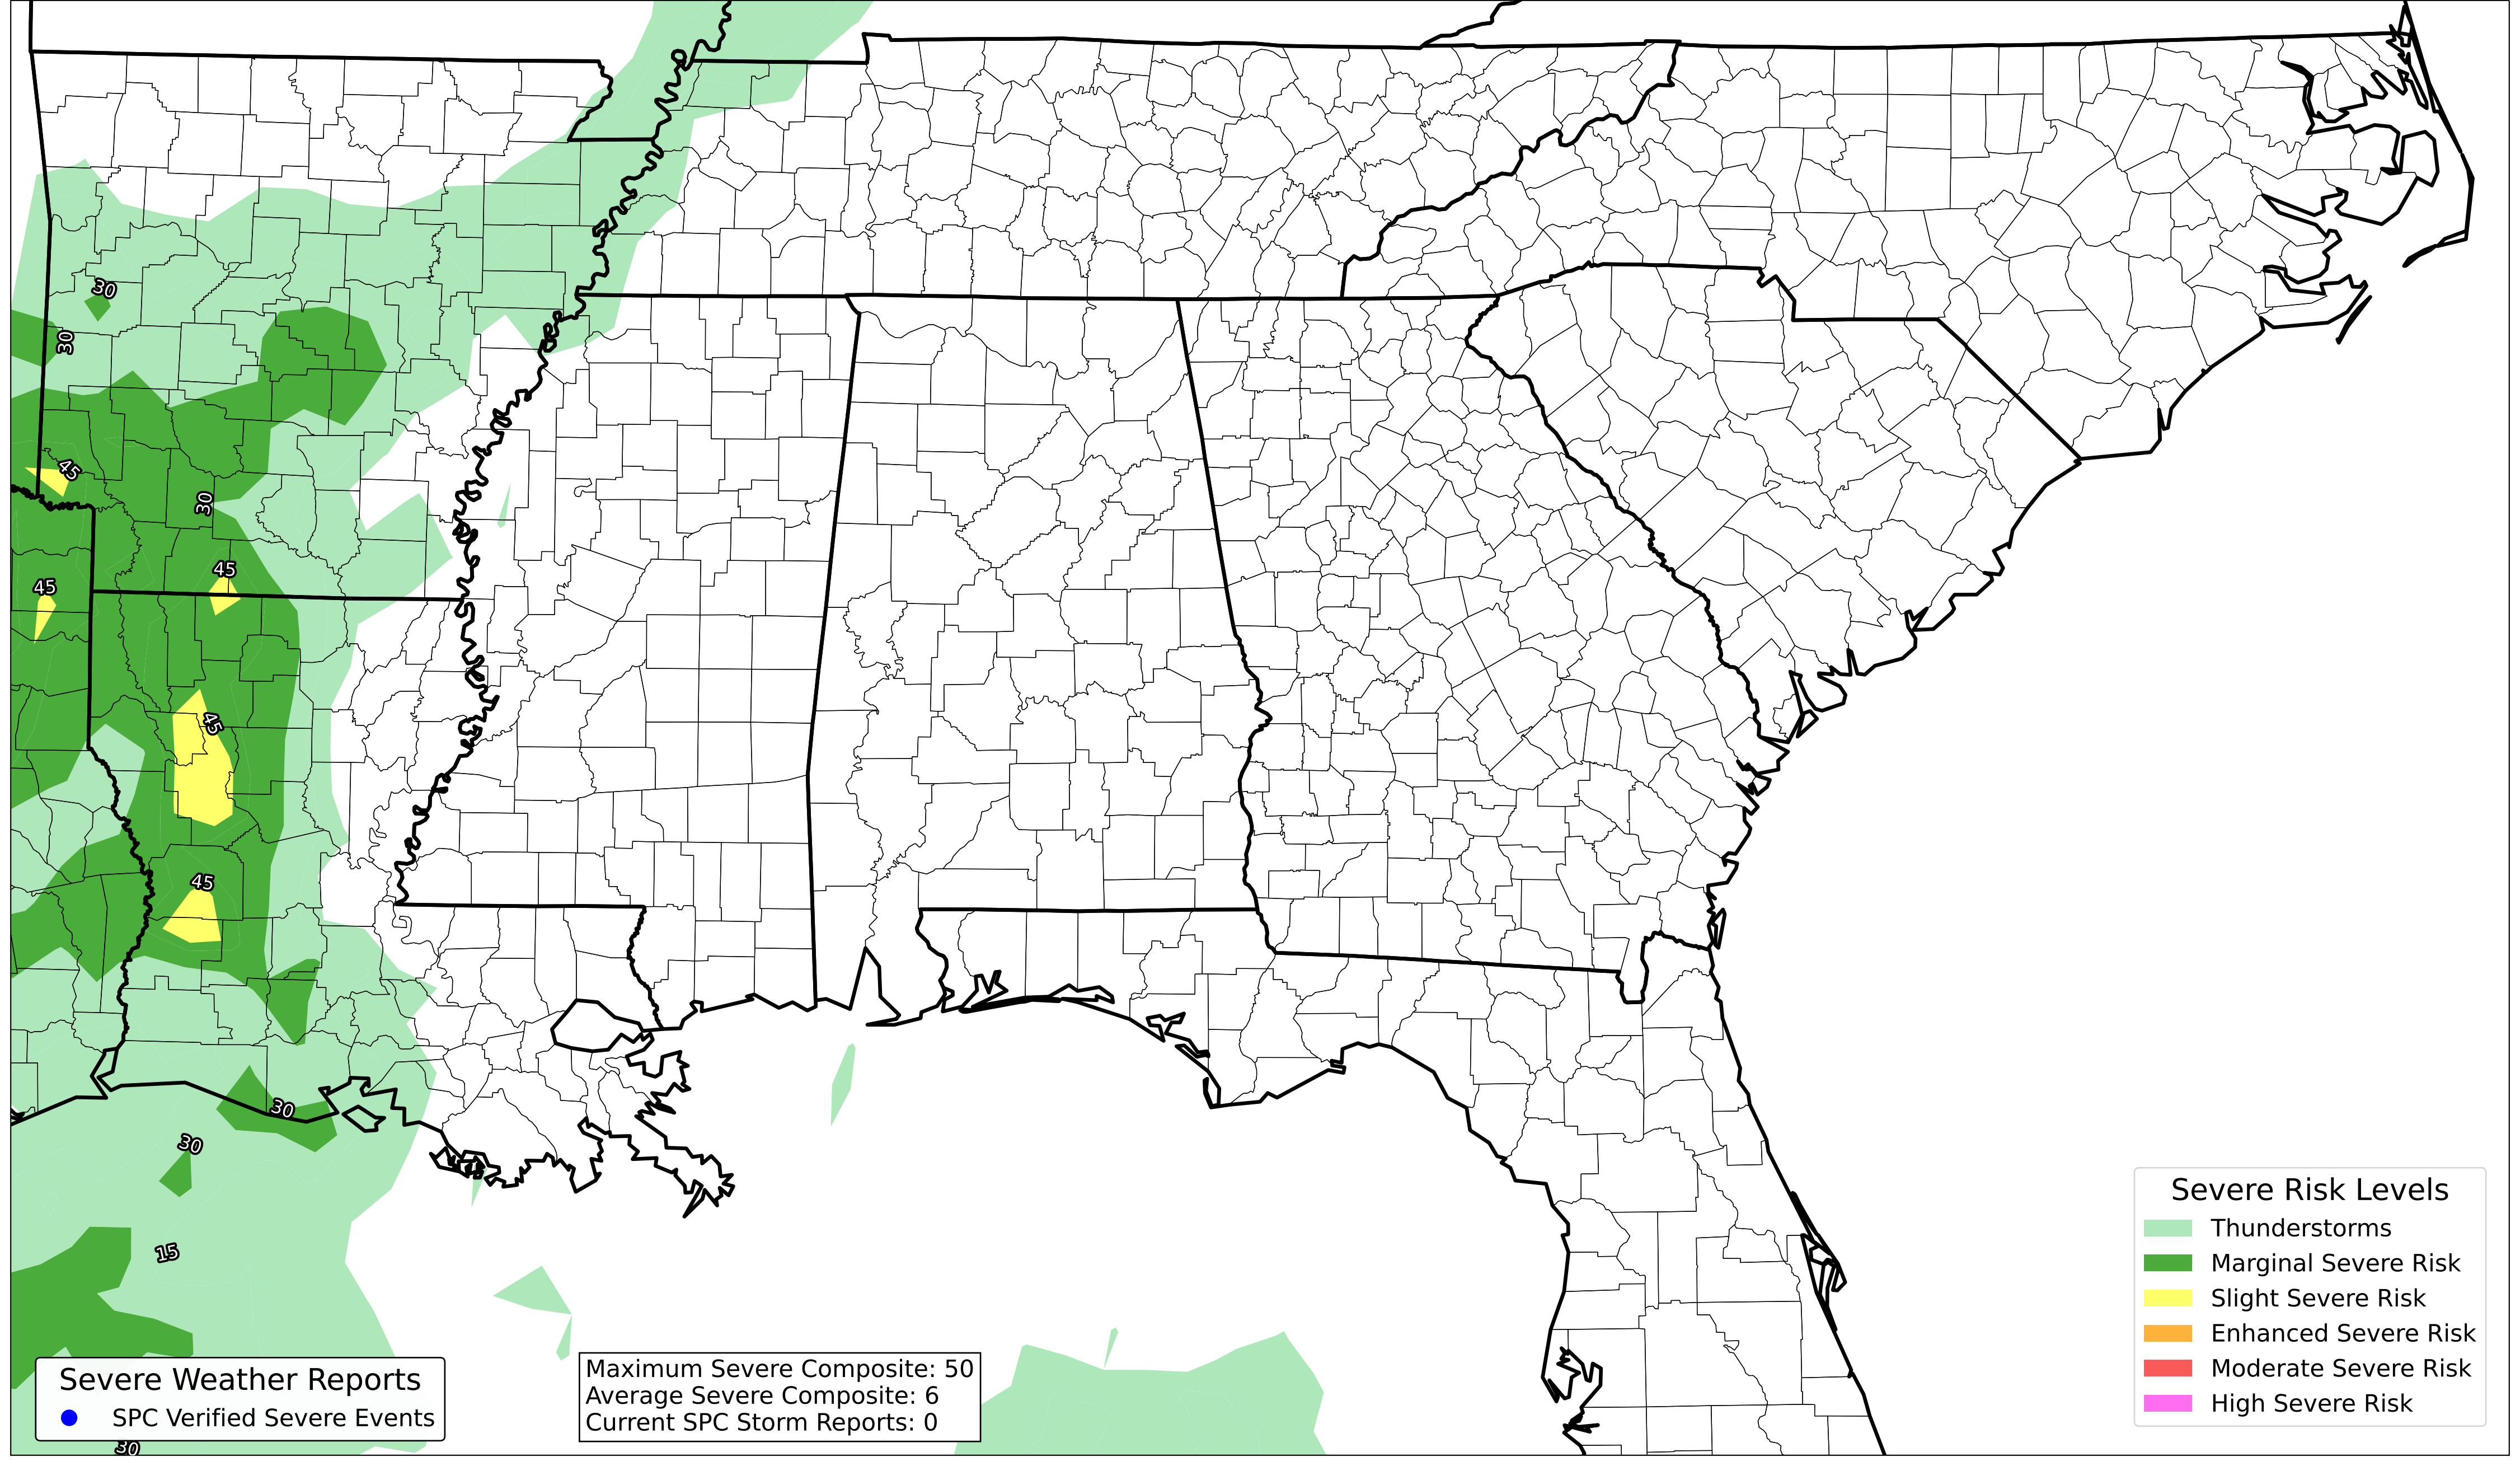 30
30
45
30
45
45
45
45
30
30
15
30
Severe Weather Reports
SPC Verified Severe Events
Maximum Severe Composite: 50
Average Severe Composite: 6
Current SPC Storm Reports: 0
Severe Risk Levels
Thunderstorms
Marginal Severe Risk
Slight Severe Risk
Enhanced Severe Risk
Moderate Severe Risk
High Severe Risk